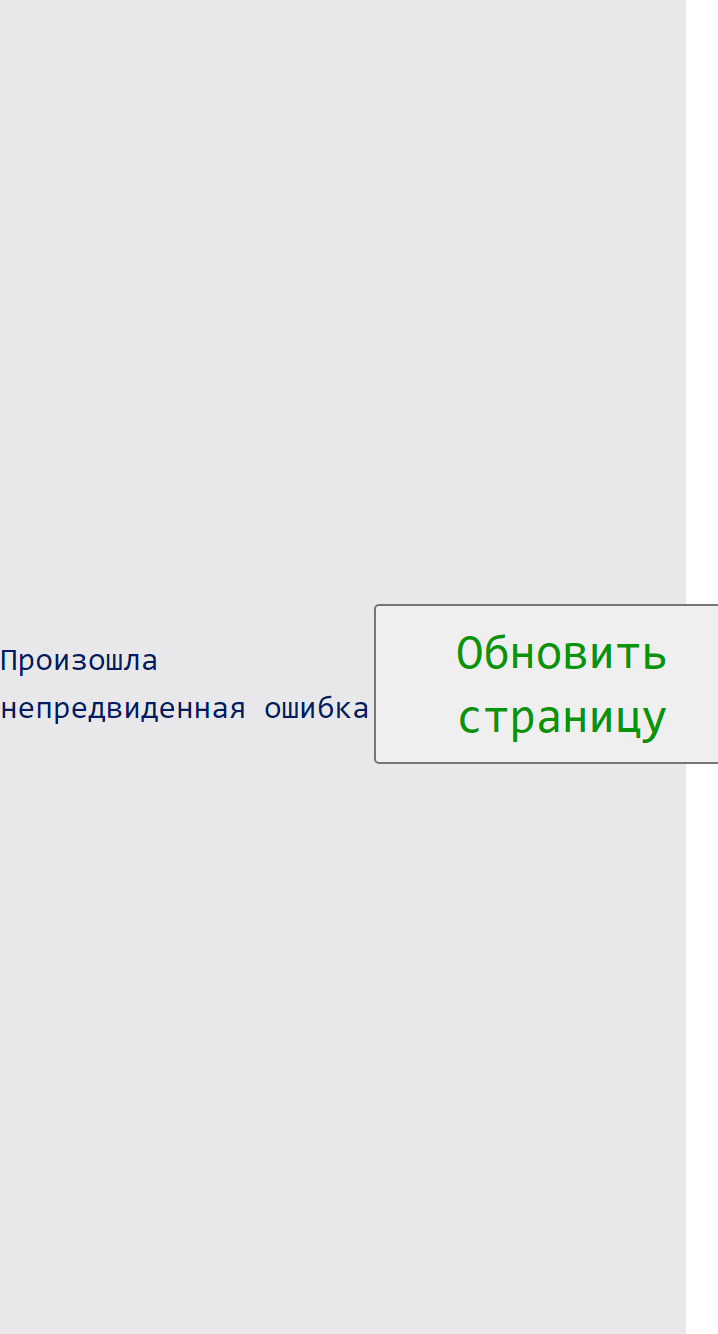 Произошла
непредвиденная ошибка
Обновить
страницу